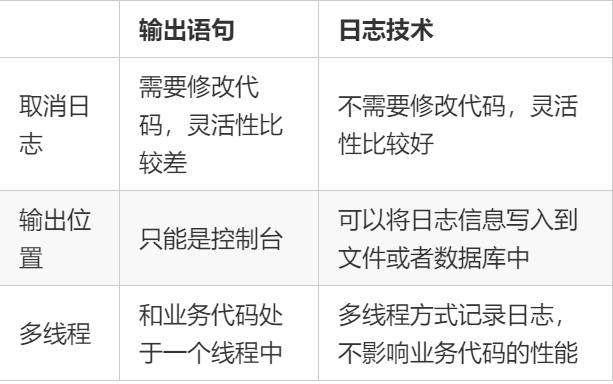 输出语句
日志技术
取消日
志
需要修改代
码，灵活性比
较差
不需要修改代码，灵活
性比较好
输出位
置
只能是控制台
可以将日志信息写入到
文件或者数据库中
多线程
和业务代码处
于一个线程中
多线程方式记录日志，
不影响业务代码的性能